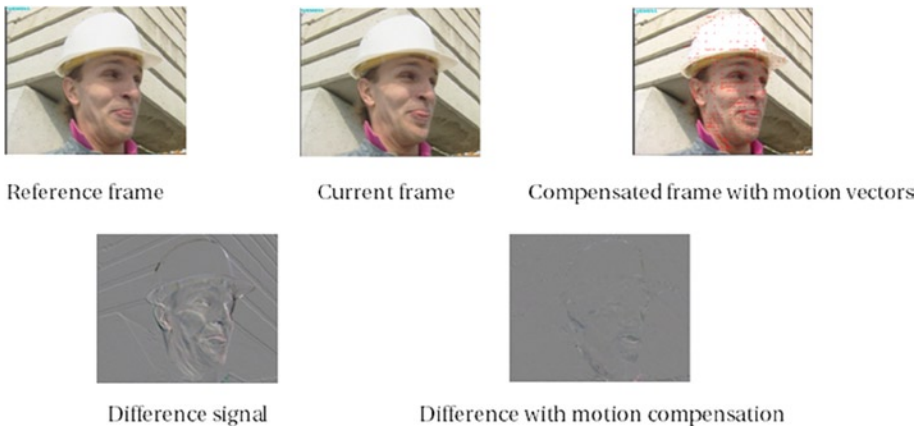 Reference frame
Current frame
Compensated frame with motion vectors
Difference signal
Difference with motion compensation